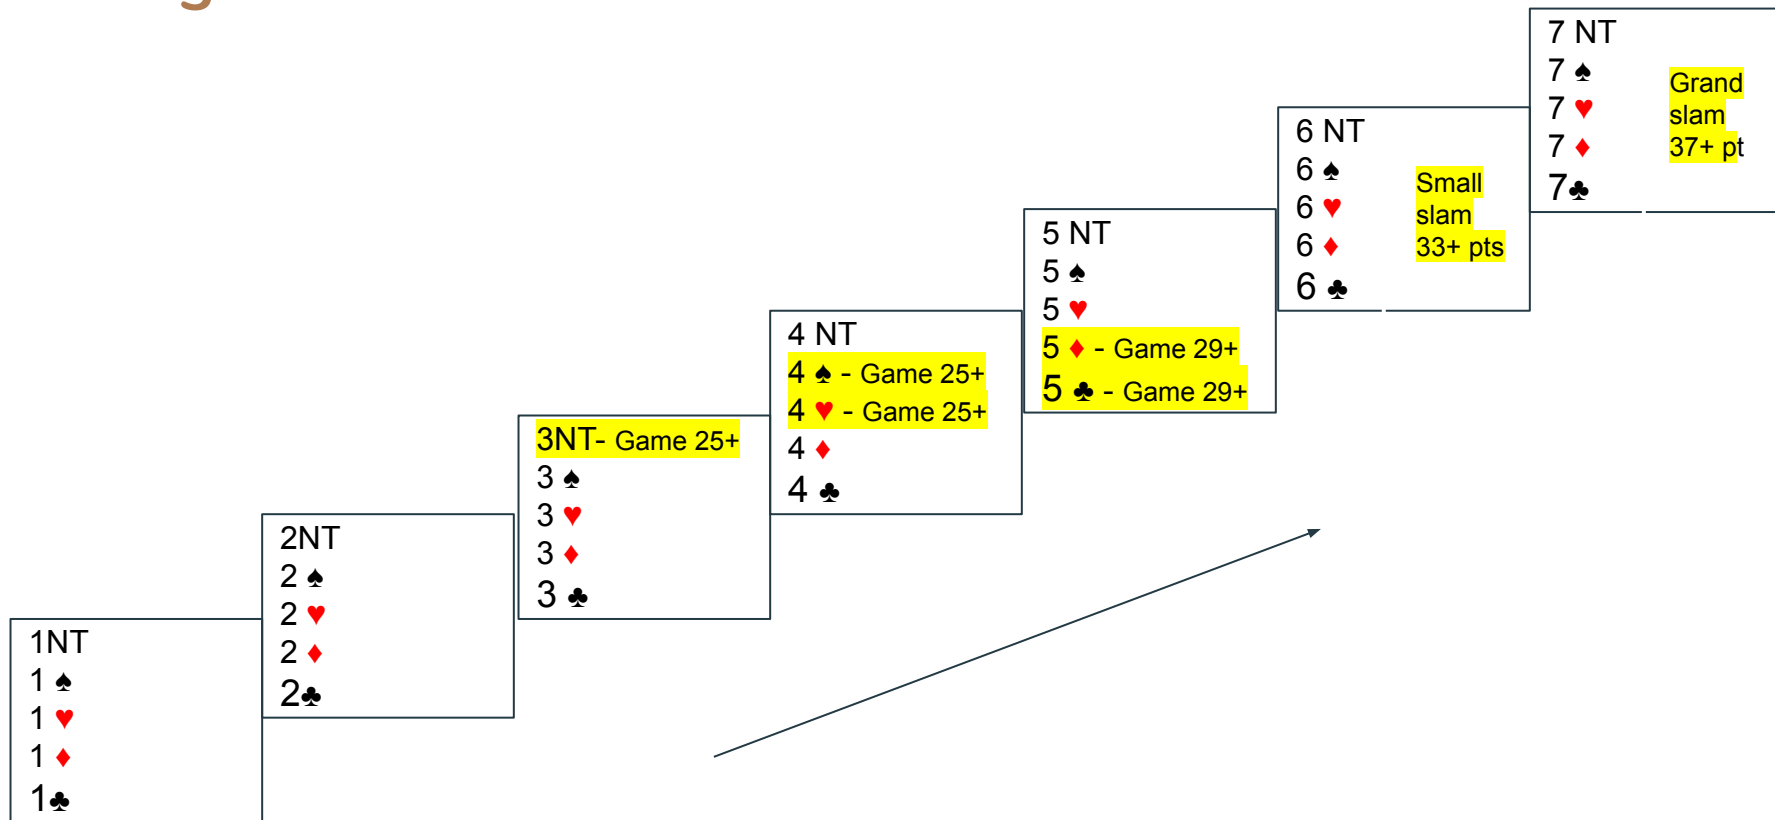 1NT
1 ♠
1 ♥
1 ♦
1♣
2NT
2 ♠
2 ♥
2 ♦
2♣
3NT- Game 25+
3 ♠
3 ♥
3 ♦
3 ♣
4 NT
4 ♠ - Game 25+
4 ♥ - Game 25+
4 ♦
4 ♣
5 NT
5 ♠
5 ♥
5 ♦ - Game 29+
5 ♣ - Game 29+
6 NT
6 ♠
6 ♥
6 ♦
6 ♣
Small
slam
33+ pts
7 NT
7 ♠
7 ♥
7 ♦
7♣
Grand
slam
37+ pt